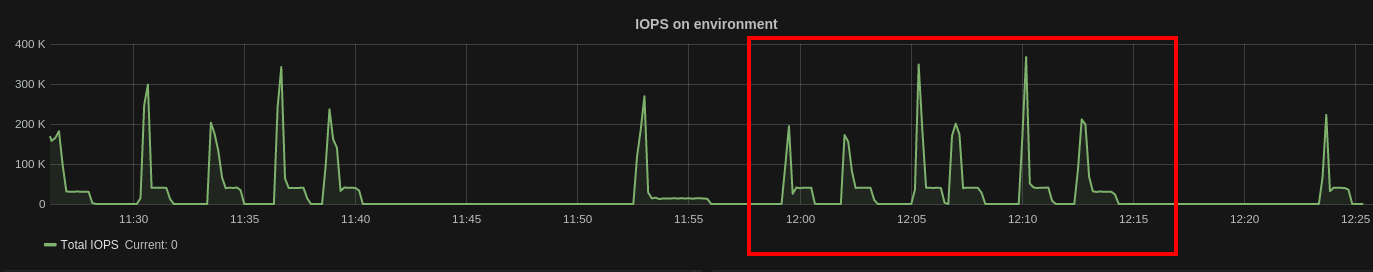 IOPS on environment
400 K
300 K
200 K
100 K
0
11:30 11:35 11:40 11:45 11:50 11:55 12:00 12:05 12:10 12:15 12:20 12:25
Total IOPS Current: 0